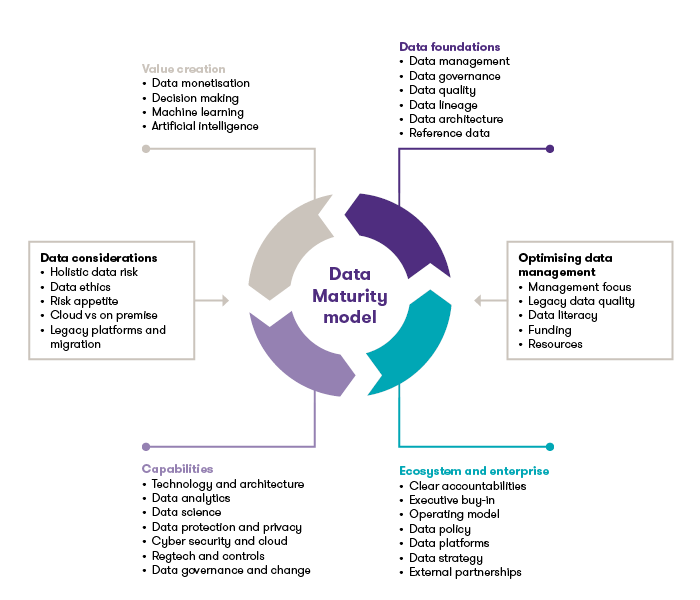 Value creation
• Data monetisation
• Decision making
• Machine learning
• Artificial intelligence
Data foundations
• Data management
• Data governance
• Data quality
• Data lineage
• Data architecture
• Reference data
Data considerations
• Holistic data risk
• Data ethics
• Risk appetite
• Cloud vs on premise
• Legacy platforms and
migration
Data
Maturity
model
Optimising data
management
• Management focus
• Legacy data quality
• Data literacy
• Funding
• Resources
Capabilities
• Technology and architecture
• Data analytics
• Data science
• Data protection and privacy
• Cyber security and cloud
• Regtech and controls
• Data governance and change
Ecosystem and enterprise
• Clear accountabilities
• Executive buy-in
• Operating model
• Data policy
• Data platforms
• Data strategy
• External partnerships